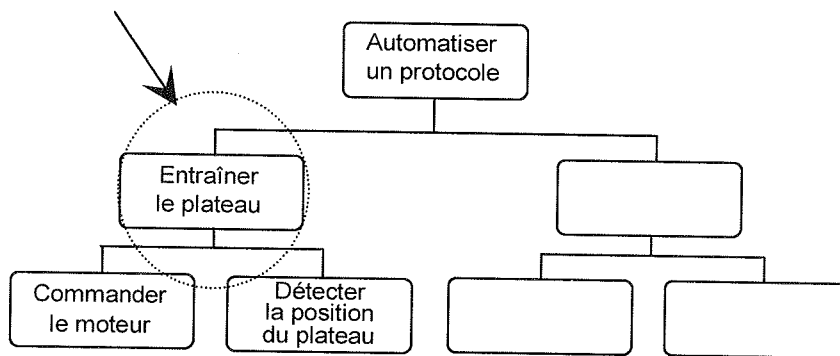 Automatiser
un protocole
Entraîner
le plateau
Commander
le moteur
Détecter
la position
du plateau